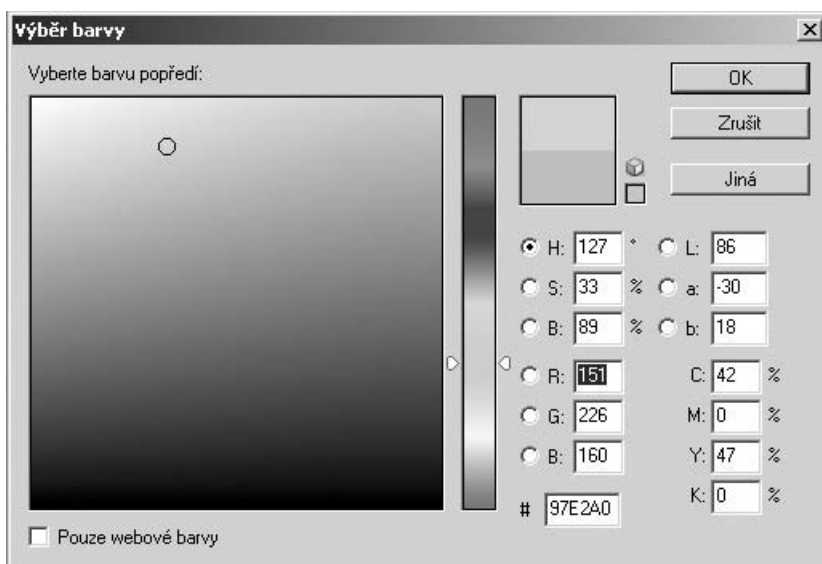 Výběr barvy
Vyberte barvu popředí:
OK
Zrušit
Jiná
H: 127 °
S: 33 %
B: 89 %
R: 151
G: 226
B: 160
# 97E2A0
L: 86
a: -30
b: 18
C: 42 %
M: 0 %
Y: 47 %
K: 0 %
Pouze webové barvy